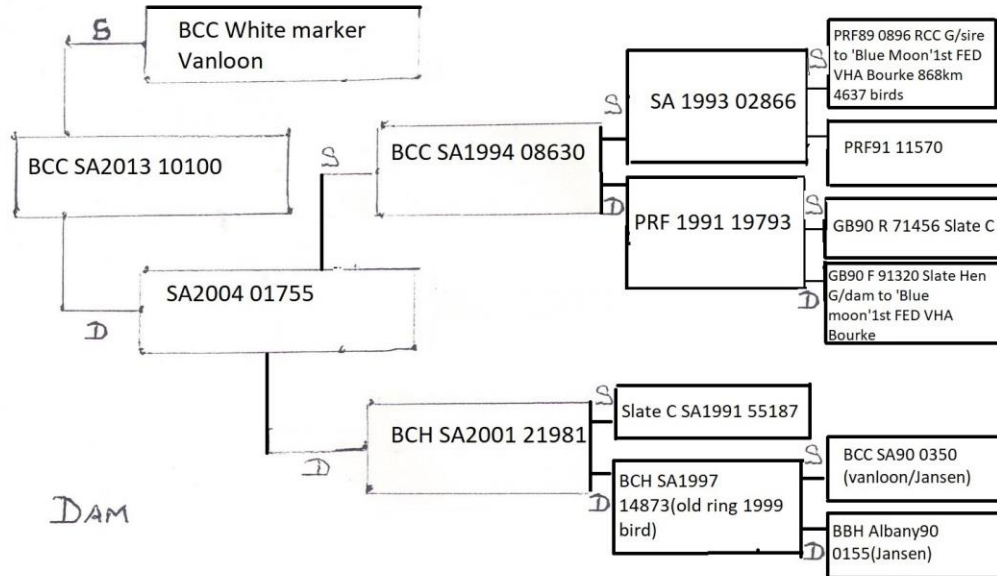 S
BCC White marker
Vanloon
BCC SA2013 10100
D
SA2004 01755
S
BCC SA1994 08630
D
BCH SA2001 21981
S
SA 1993 02866
D
PRF 1991 19793
S
PRF89 0896 RCC G/sire
to 'Blue Moon'1st FED
VHA Bourke 868km
4637 birds
PRF91 11570
S
GB90 R 71456 Slate C
D
GB90 F 91320 Slate Hen
G/dam to 'Blue
moon'1st FED VHA
Bourke
S
Slate C SA1991 55187
D
BCH SA1997
14873(old ring 1999
bird)
S
BCC SA90 0350
(vanloon/Jansen)
D
BBH Albany90
0155(Jansen)
DAM